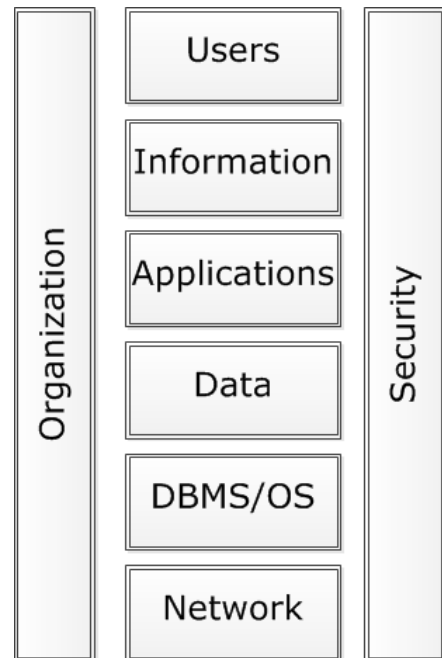 Organization
Users
Information
Applications
Data
DBMS/OS
Network
Security